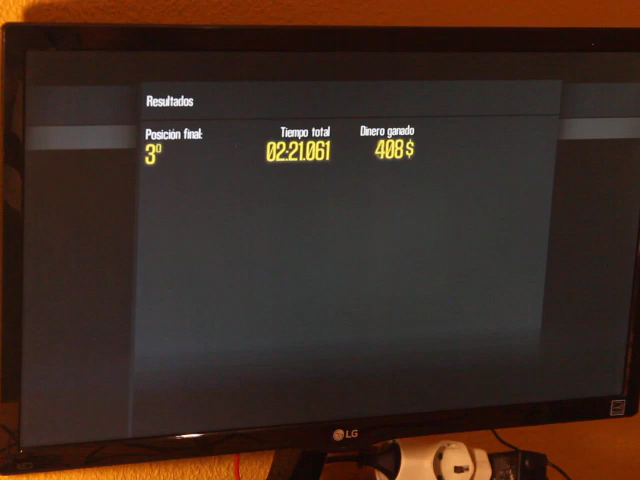 Resultados
Posición final: Tiempo total Dinero ganado
3º 02:21.061 408 $
LG